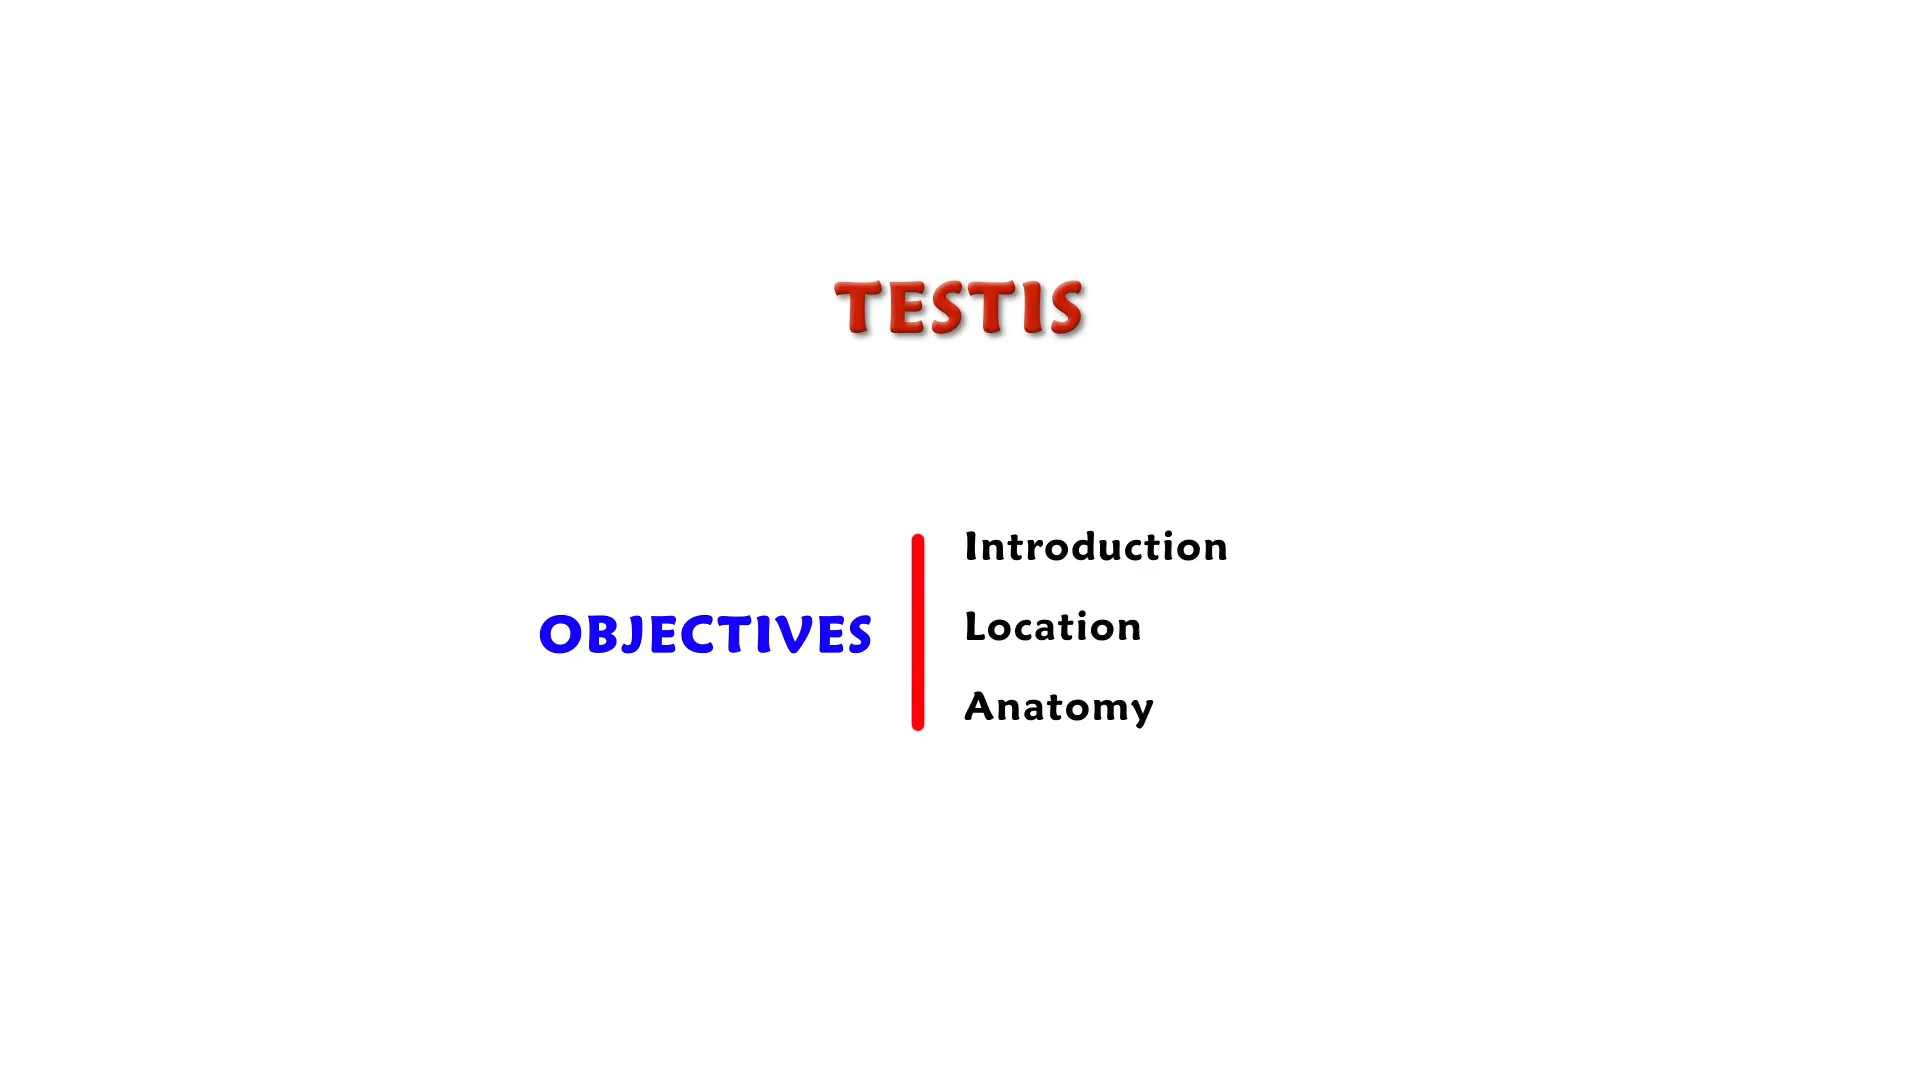 TESTIS
OBJECTIVES
Introduction
Location
Anatomy